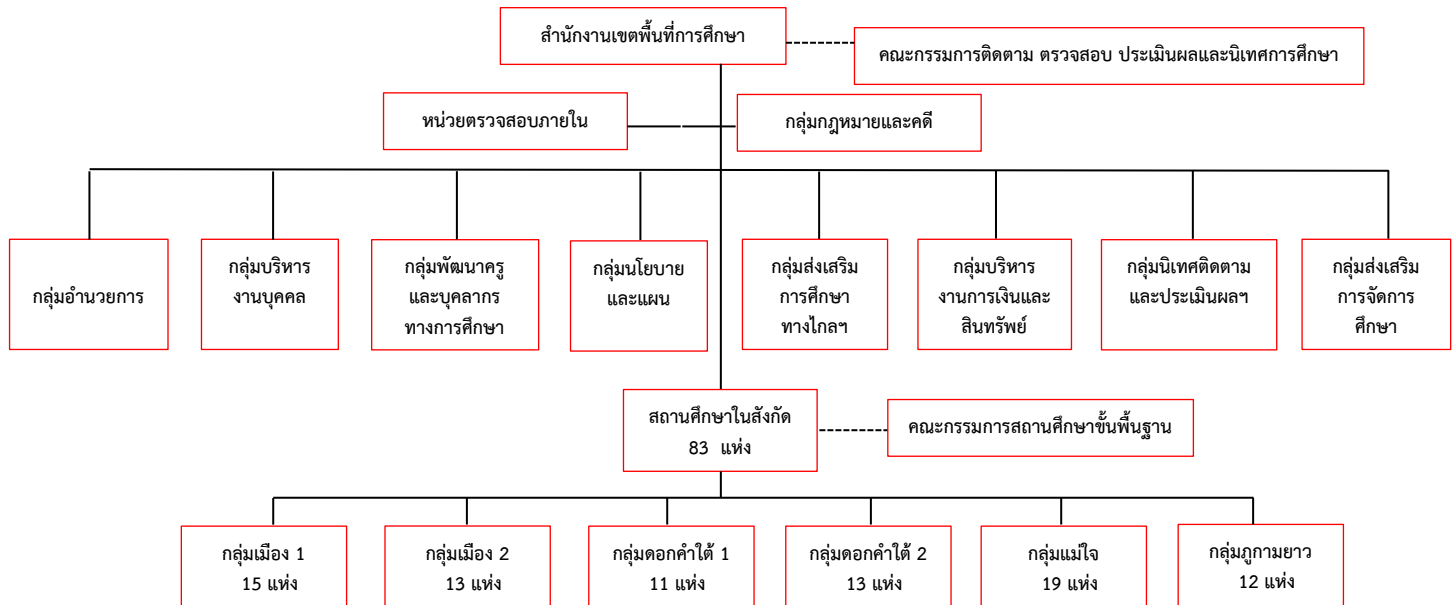 สำนักงานเขตพื้นที่การศึกษา
คณะกรรมการติดตาม ตรวจสอบ ประเมินผลและนิเทศการศึกษา
หน่วยตรวจสอบภายใน
กลุ่มกฎหมายและคดี
กลุ่มอำนวยการ
กลุ่มบริหาร
งานบุคคล
กลุ่มพัฒนาครู
และบุคลากร
ทางการศึกษา
กลุ่มนโยบาย
และแผน
กลุ่มส่งเสริม
การศึกษา
ทางไกลฯ
กลุ่มบริหาร
งานการเงินและ
สินทรัพย์
กลุ่มนิเทศติดตาม
และประเมินผลฯ
กลุ่มส่งเสริม
การจัดการ
ศึกษา
สถานศึกษาในสังกัด
83 แห่ง
คณะกรรมการสถานศึกษาขั้นพื้นฐาน
กลุ่มเมือง 1
15 แห่ง
กลุ่มเมือง 2
13 แห่ง
กลุ่มดอกคำใต้ 1
11 แห่ง
กลุ่มดอกคำใต้ 2
13 แห่ง
กลุ่มแม่ใจ
19 แห่ง
กลุ่มภูกามยาว
12 แห่ง